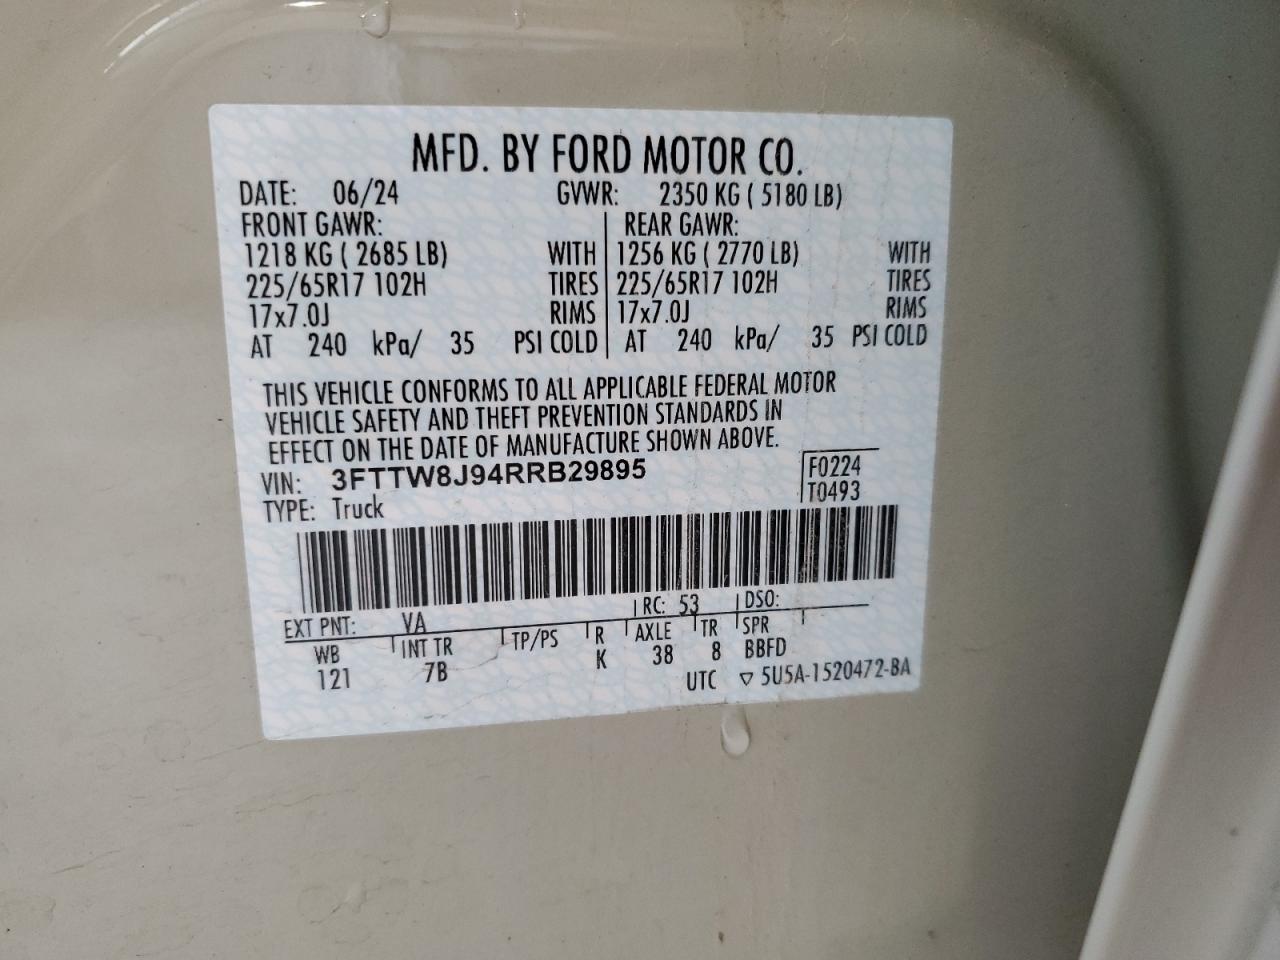 MFD. BY FORD MOTOR CO.
DATE: 06/24 GVWR: 2350 KG ( 5180 LB)
FRONT GAWR: REAR GAWR:
1218 KG ( 2685 LB) WITH 1256 KG ( 2770 LB) WITH
225/65R17 102H TIRES 225/65R17 102H TIRES
17x7.0J RIMS 17x7.0J RIMS
AT 240 kPa/ 35 PSI COLD AT 240 kPa/ 35 PSI COLD
THIS VEHICLE CONFORMS TO ALL APPLICABLE FEDERAL MOTOR
VEHICLE SAFETY AND THEFT PREVENTION STANDARDS IN
EFFECT ON THE DATE OF MANUFACTURE SHOWN ABOVE.
VIN: 3FTTW8J94RRB29895 F0224
TYPE: Truck T0493
EXT PNT: VA RC: 53 DSO:
WB INT TR TP/PS R AXLE TR SPR
121 7B K 38 8 BBFD
UTC ▽ 5U5A-1520472-BA